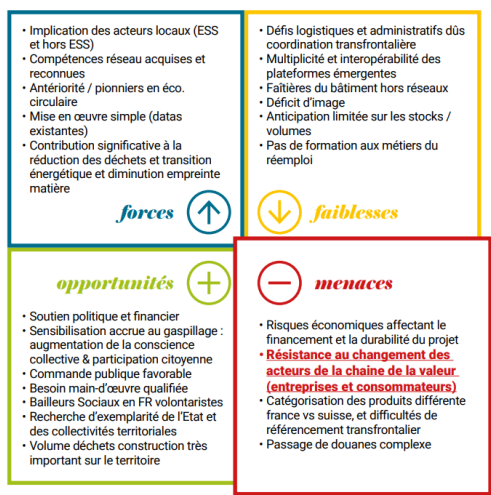 • Implication des acteurs locaux (ESS
et hors ESS)
• Compétences réseau acquises et
reconnues
• Antériorité / pionniers en éco.
circulaire
• Mise en œuvre simple (datas
existantes)
• Contribution significative à la
réduction des déchets et transition
énergétique et diminution empreinte
matière
forces
• Défis logistiques et administratifs dûs
coordination transfrontalière
• Multiplicité et interopérabilité des
plateformes émergentes
• Faîtières du bâtiment hors réseaux
• Déficit d'image
• Anticipation limitée sur les stocks /
volumes
• Pas de formation aux métiers du
réemploi
faiblesses
opportunités
• Soutien politique et financier
• Sensibilisation accrue au gaspillage :
augmentation de la conscience
collective & participation citoyenne
• Commande publique favorable
• Besoin main-d'œuvre qualifiée
• Bailleurs Sociaux en FR volontaristes
• Recherche d'exemplarité de l'Etat et
des collectivités territoriales
• Volume déchets construction très
important sur le territoire
menaces
• Risques économiques affectant le
financement et la durabilité du projet
• Résistance au changement des
acteurs de la chaine de la valeur
(entreprises et consommateurs)
• Catégorisation des produits différente
france vs suisse, et difficultés de
référencement transfrontalier
• Passage de douanes complexe